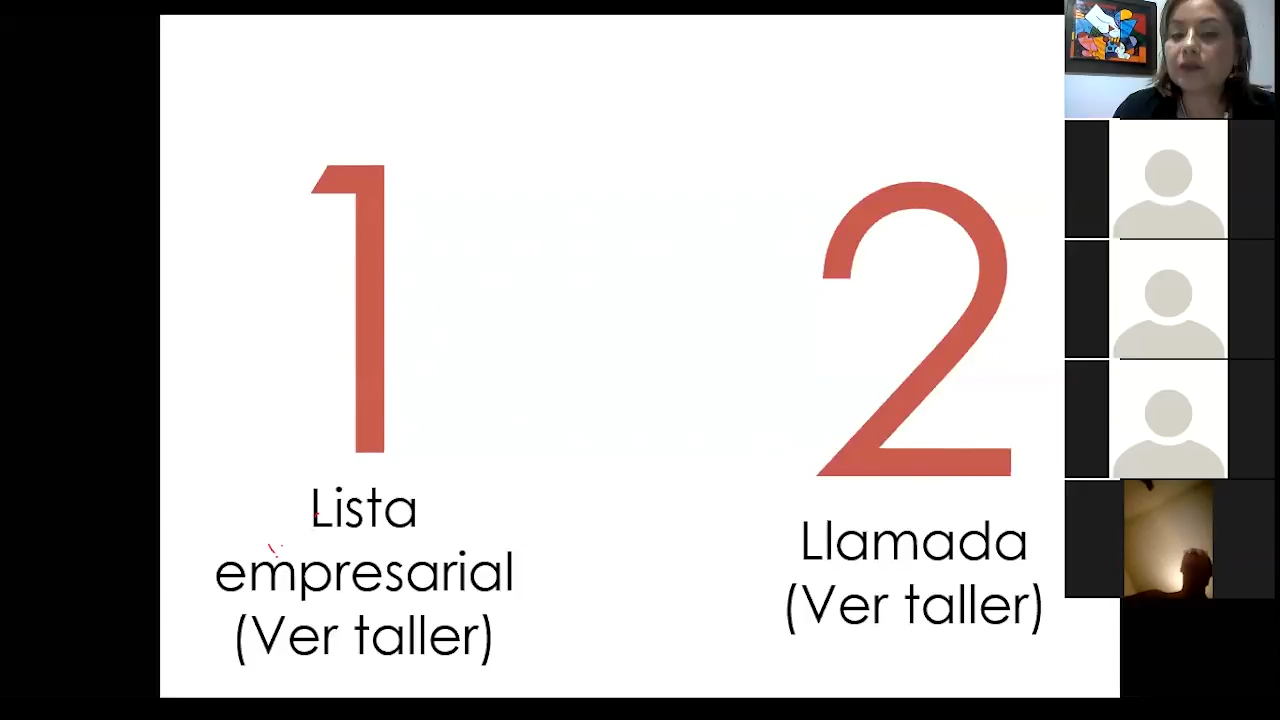 1
Lista
empresarial
(Ver taller)
2
Llamada
(Ver taller)